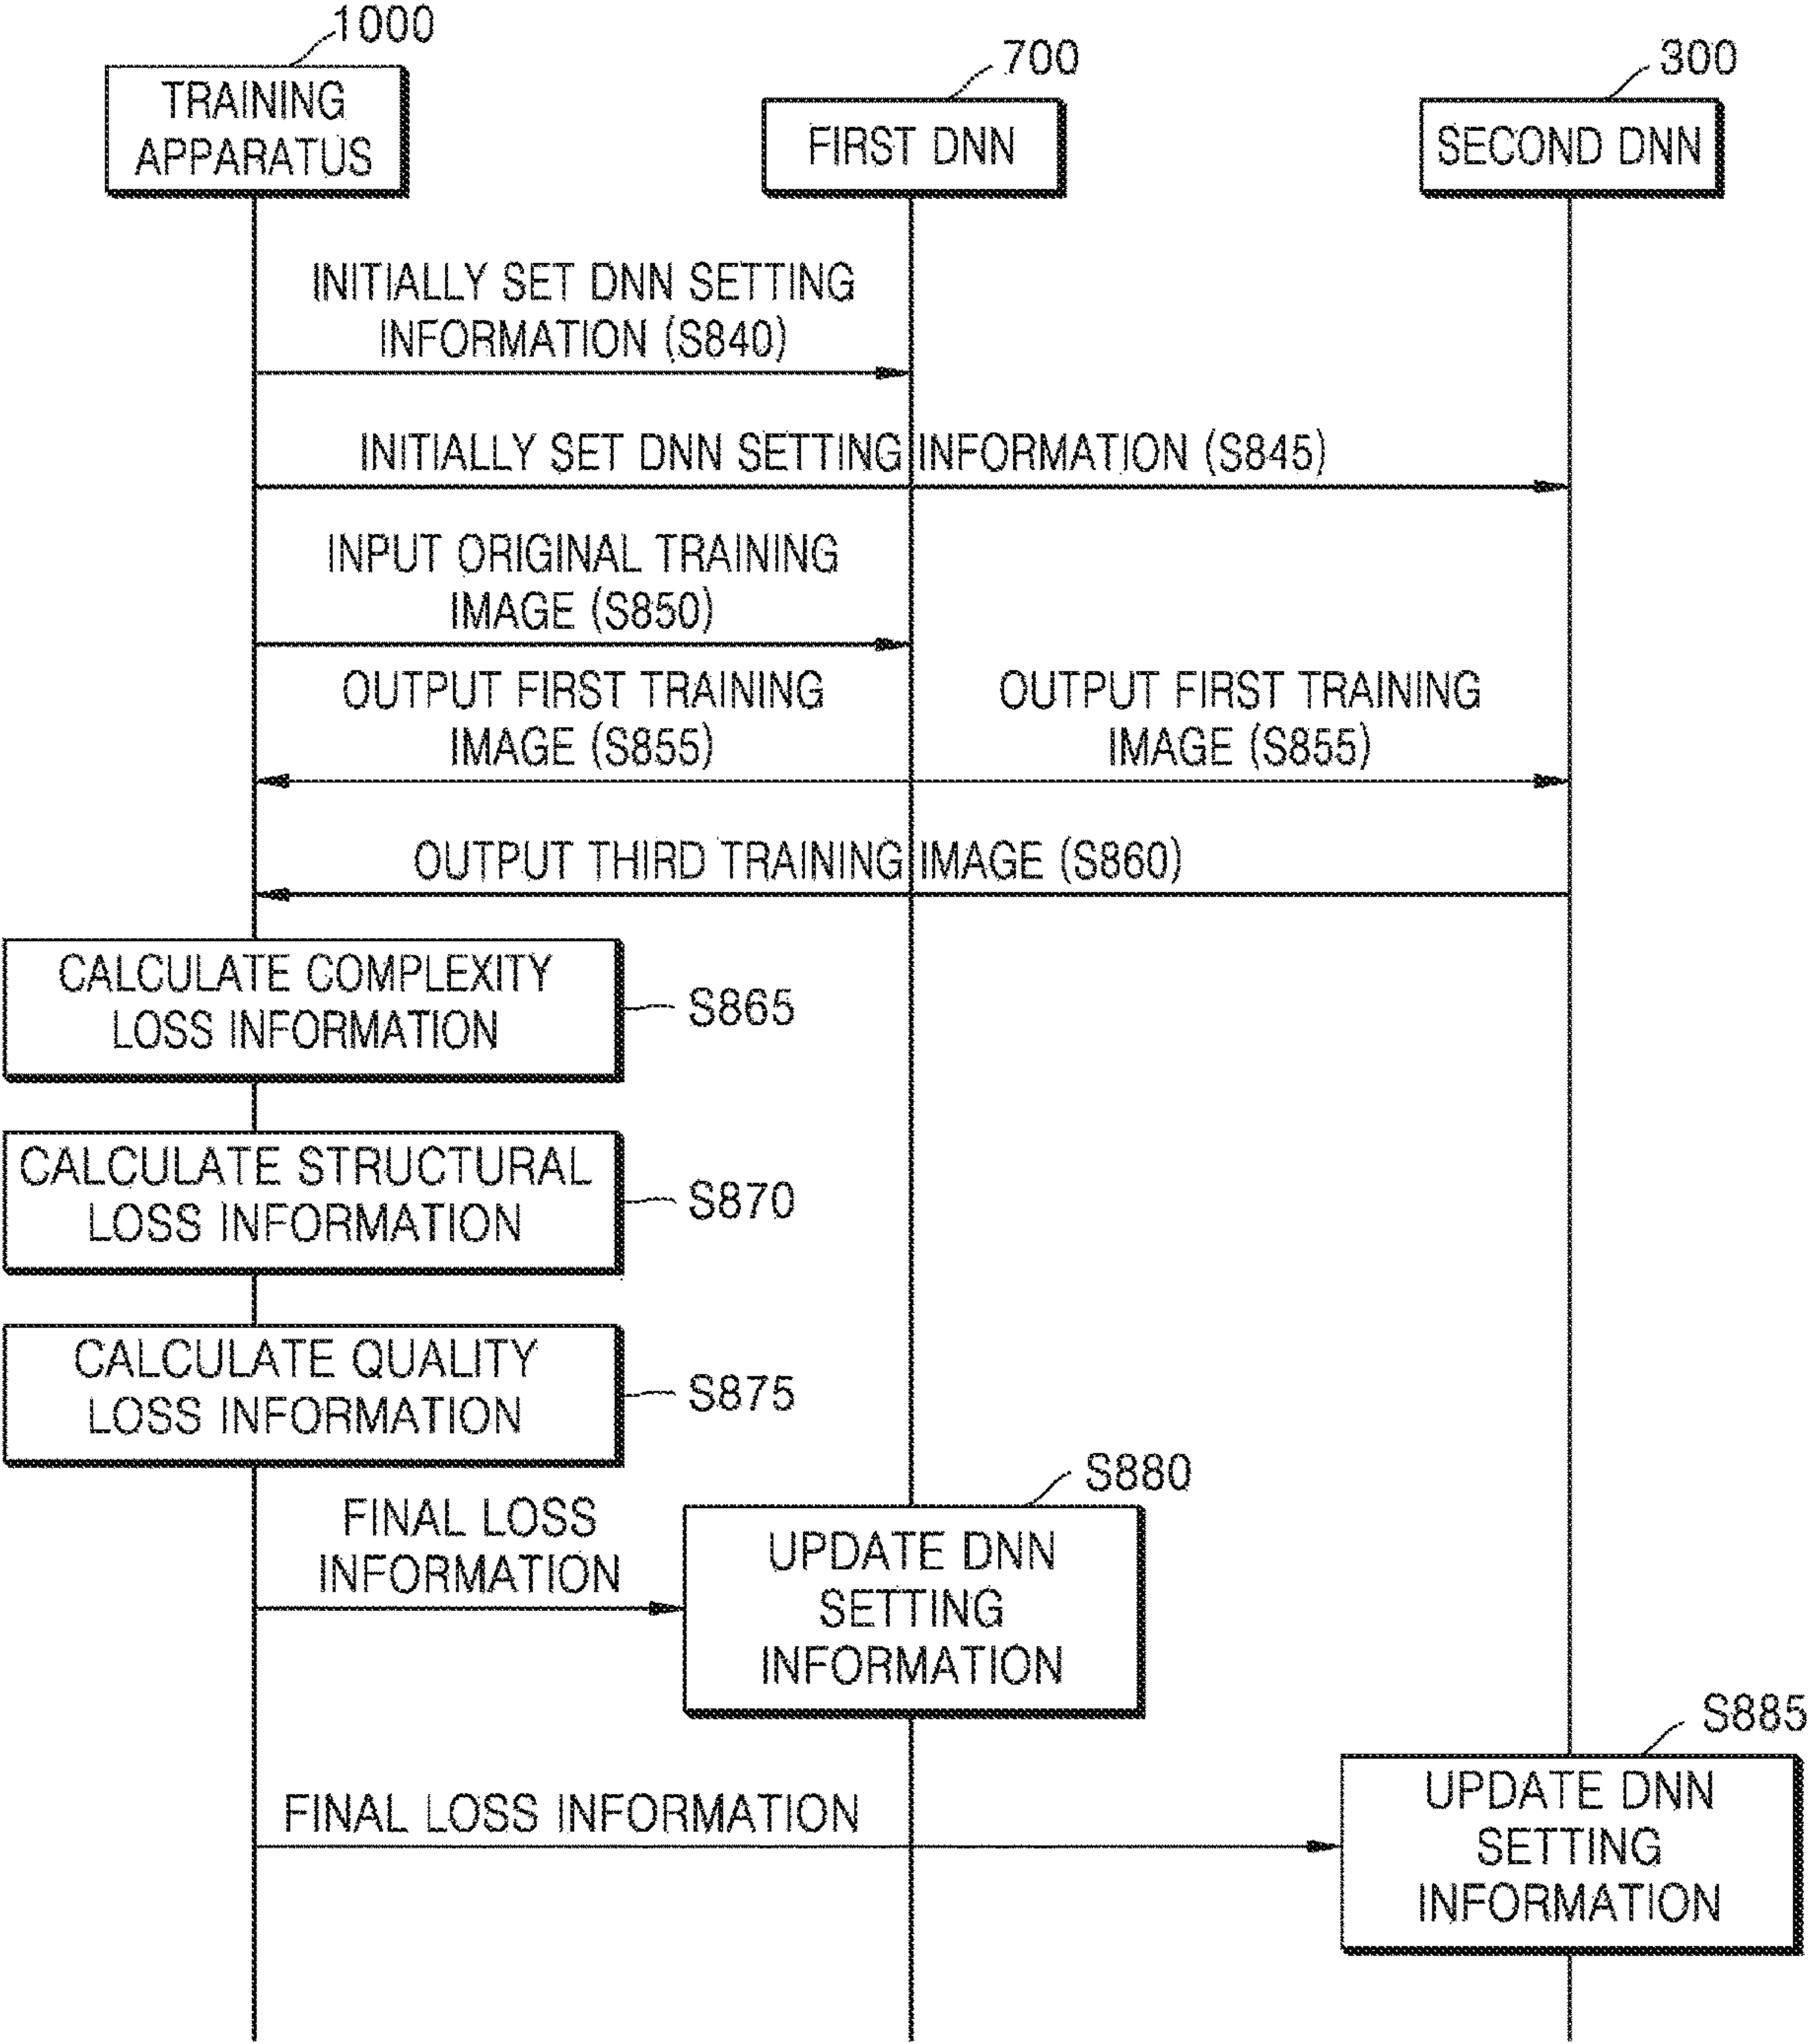 1000
TRAINING
APPARATUS
700
FIRST DNN
300
SECOND DNN
INITIALLY SET DNN SETTING
INFORMATION (S840)
INITIALLY SET DNN SETTING INFORMATION (S845)
INPUT ORIGINAL TRAINING
IMAGE (S850)
OUTPUT FIRST TRAINING
IMAGE (S855)
OUTPUT FIRST TRAINING
IMAGE (S855)
OUTPUT THIRD TRAINING IMAGE (S860)
CALCULATE COMPLEXITY
LOSS INFORMATION
S865
CALCULATE STRUCTURAL
LOSS INFORMATION
S870
CALCULATE QUALITY
LOSS INFORMATION
S875
FINAL LOSS
INFORMATION
S880
UPDATE DNN
SETTING
INFORMATION
FINAL LOSS INFORMATION
S885
UPDATE DNN
SETTING
INFORMATION